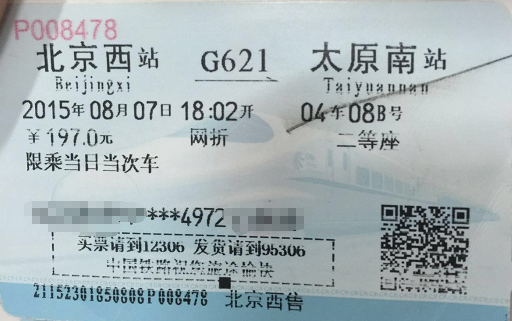 P008478
北京西站 G621 太原南站
Beijingxi Taiyuannan
2015年08月07日 18:02开 04车08B号
￥197.0元 网折 二等座
限乘当日当次车
***4972
买票请到12306 发货请到95306
中国铁路祝您旅途愉快
21152301850808P008478 北京西售